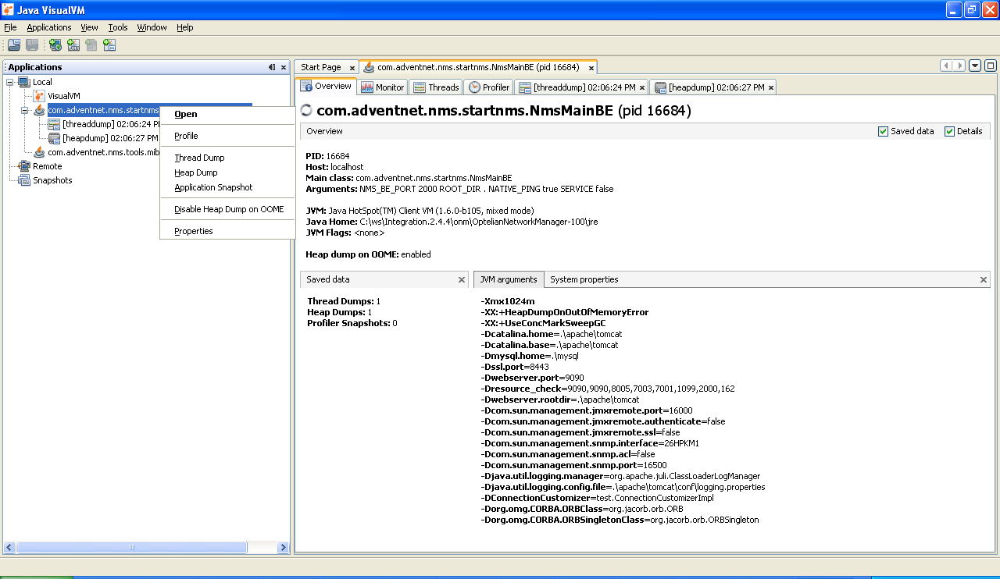 Java VisualVM
File Applications View Tools Window Help
Applications
Local
VisualVM
com.adventnet.nms.startnms
[threaddump] 02:06:24 P
[heapdump] 02:06:27 PM
com.adventnet.nms.tools.mib
Remote
Snapshots
Open
Profile
Thread Dump
Heap Dump
Application Snapshot
Disable Heap Dump on OOME
Properties
Start Page com.adventnet.nms.startnms.NmsMainBE (pid 16684)
Overview Monitor Threads Profiler [threaddump] 02:06:24 PM [heapdump] 02:06:27 PM
com.adventnet.nms.startnms.NmsMainBE (pid 16684)
Overview Saved data Details
PID: 16684
Host: localhost
Main class: com.adventnet.nms.startnms.NmsMainBE
Arguments: NMS_BE_PORT 2000 ROOT_DIR . NATIVE_PING true SERVICE false
JVM: Java HotSpot(TM) Client VM (1.6.0-b105, mixed mode)
Java Home: C:\ws\Integration.2.4.4\onm\OptelianNetworkManager-100\jre
JVM Flags: <none>
Heap dump on OOME: enabled
Saved data
Thread Dumps: 1
Heap Dumps: 1
Profiler Snapshots: 0
JVM arguments System properties
-Xmx1024m
-XX:+HeapDumpOnOutOfMemoryError
-XX:+UseConcMarkSweepGC
-Dcatalina.home=.\apache\tomcat
-Dcatalina.base=.\apache\tomcat
-Dmysql.home=.\mysql
-Dssl.port=8443
-Dwebserver.port=9090
-Dresource_check=9090,9090,8005,7003,7001,1099,2000,162
-Dwebserver.rootdir=.\apache\tomcat
-Dcom.sun.management.jmxremote.port=16000
-Dcom.sun.management.jmxremote.authenticate=false
-Dcom.sun.management.jmxremote.ssl=false
-Dcom.sun.management.snmp.interface=26HPKM1
-Dcom.sun.management.snmp.acl=false
-Dcom.sun.management.snmp.port=16500
-Djava.util.logging.manager=org.apache.juli.ClassLoaderLogManager
-Djava.util.logging.config.file=.\apache\tomcat\conf\logging.properties
-DConnectionCustomizer=test.ConnectionCustomizerImpl
-Dorg.omg.CORBA.ORBClass=org.jacorb.orb.ORB
-Dorg.omg.CORBA.ORBSingletonClass=org.jacorb.orb.ORBSingleton